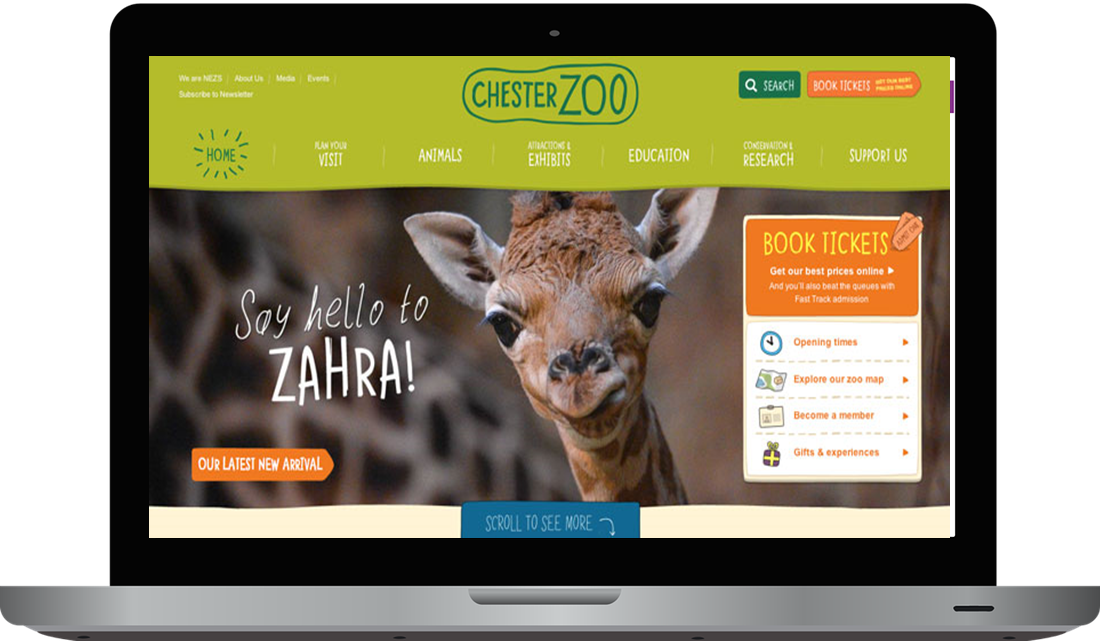 We are NEZS
About Us
Media
Events
Subscribe to Newsletter
CHESTER ZOO
SEARCH
BOOK TICKETS
GET OUR BEST
PRICES ONLINE
HOME
PLAN YOUR
VISIT
ANIMALS
ATTRACTIONS &
EXHIBITS
EDUCATION
CONSERVATION &
RESEARCH
SUPPORT US
Say hello to
ZAHRA!
OUR LATEST NEW ARRIVAL
BOOK TICKETS
ADMIT ONE
Get our best prices online
And you'll also beat the queues with
Fast Track admission
Opening times
Explore our zoo map
Become a member
Gifts & experiences
SCROLL TO SEE MORE